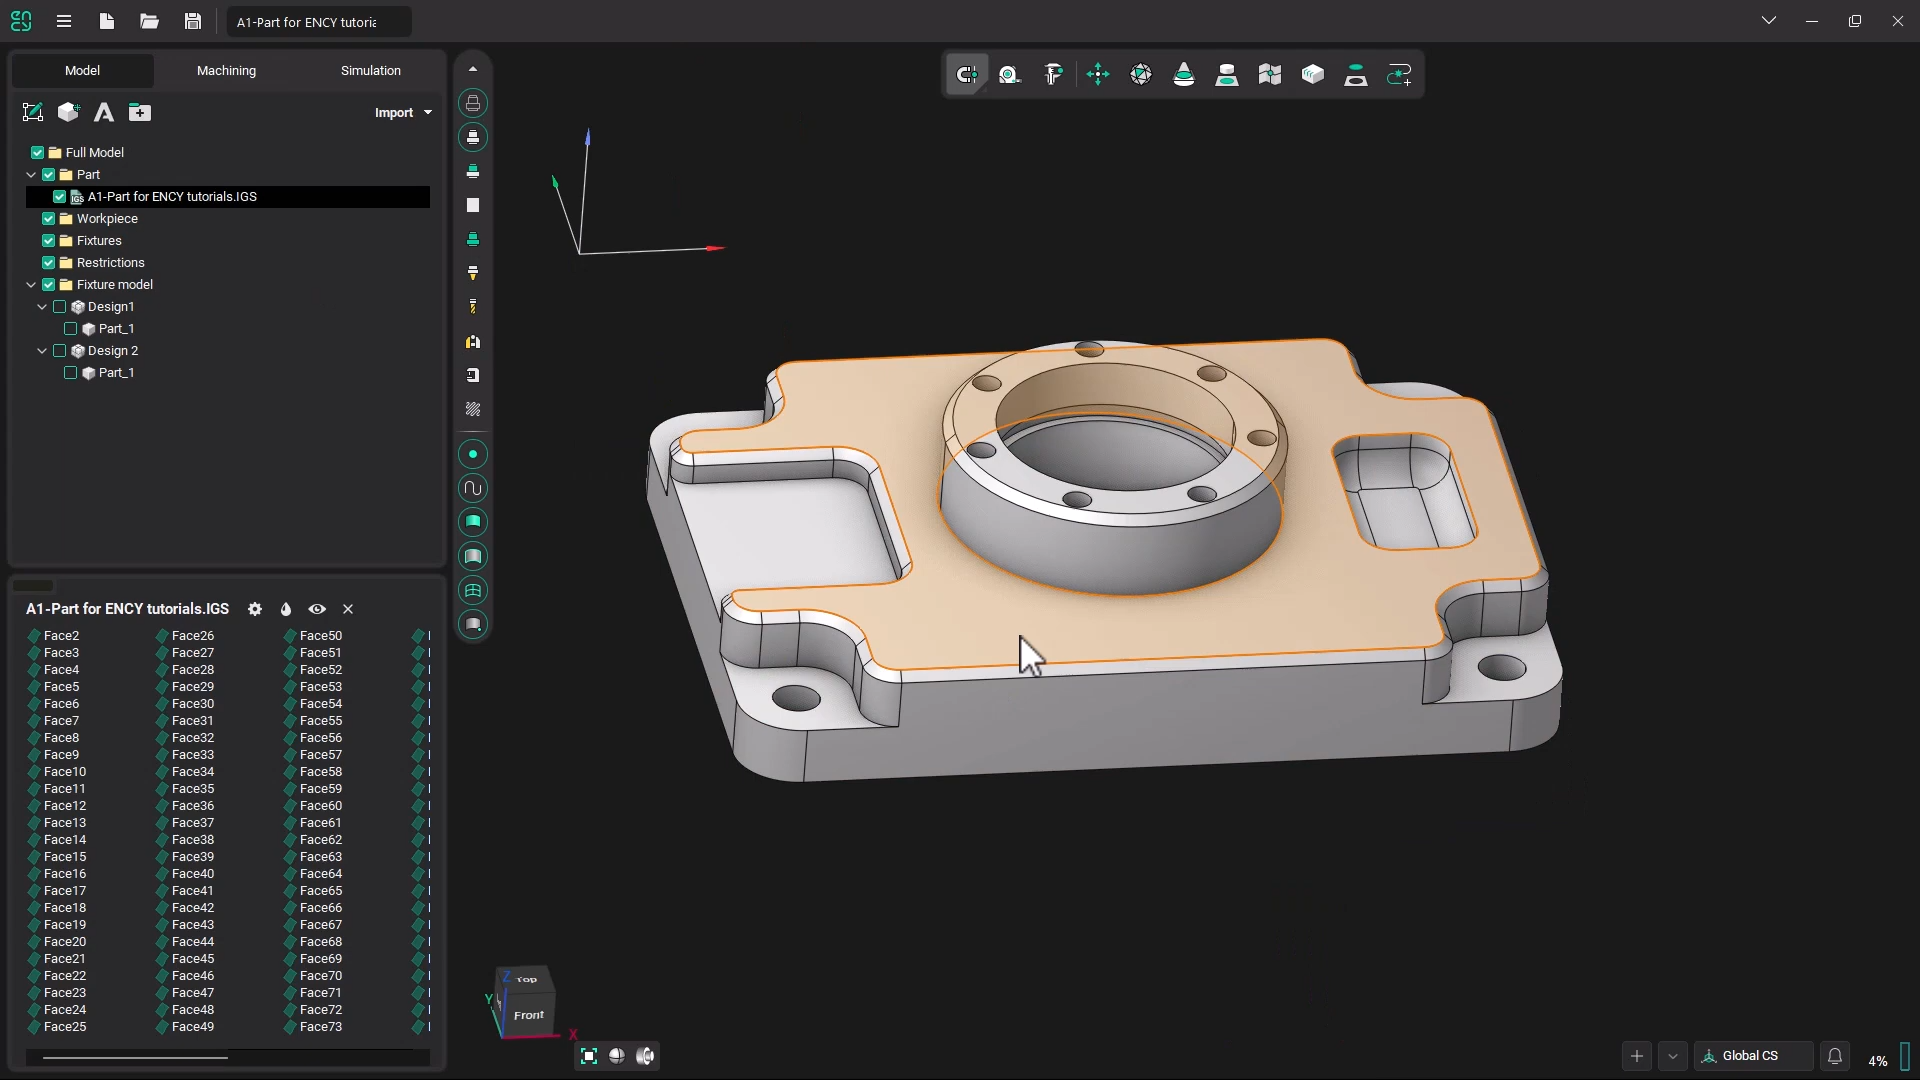 A1-Part for ENCY tutoria
Model Machining Simulation
Import
Full Model
Part
IGS A1-Part for ENCY tutorials.IGS
Workpiece
Fixtures
Restrictions
Fixture model
Design1
Part_1
Design 2
Part_1
A1-Part for ENCY tutorials.IGS
Face2 Face26 Face50
Face3 Face27 Face51
Face4 Face28 Face52
Face5 Face29 Face53
Face6 Face30 Face54
Face7 Face31 Face55
Face8 Face32 Face56
Face9 Face33 Face57
Face10 Face34 Face58
Face11 Face35 Face59
Face12 Face36 Face60
Face13 Face37 Face61
Face14 Face38 Face62
Face15 Face39 Face63
Face16 Face40 Face64
Face17 Face41 Face65
Face18 Face42 Face66
Face19 Face43 Face67
Face20 Face44 Face68
Face21 Face45 Face69
Face22 Face46 Face70
Face23 Face47 Face71
Face24 Face48 Face72
Face25 Face49 Face73
Z Top
Y
Front
X
Global CS
4%